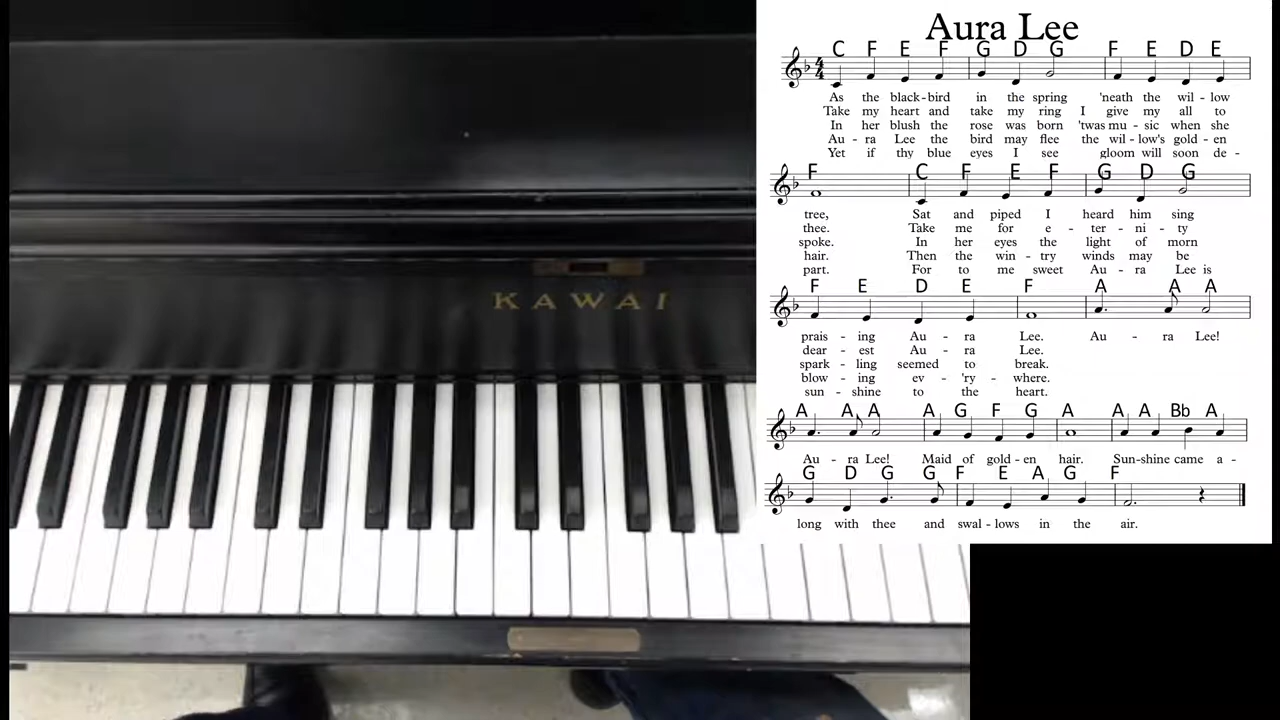 KAWAI
Aura Lee
C F E F G D G F E D E
4
4
As the black-bird in the spring 'neath the wil - low
Take my heart and take my ring I give my all to
In her blush the rose was born 'twas mu - sic when she
Au - ra Lee the bird may flee the wil - low's gold - en
Yet if thy blue eyes I see gloom will soon de -
F C F E F G D G
tree, Sat and piped I heard him sing
thee. Take me for e - ter - ni - ty
spoke. In her eyes the light of morn
hair. Then the win - try winds may be
part. For to me sweet Au - ra Lee is
F E D E F A A A
prais - ing Au - ra Lee. Au - ra Lee!
dear - est Au - ra Lee.
spark - ling seemed to break.
blow - ing ev - 'ry - where.
sun - shine to the heart.
A A A A G F G A A A Bb A
Au - ra Lee! Maid of gold - en hair. Sun-shine came a -
G D G G F E A G F
long with thee and swal - lows in the air.